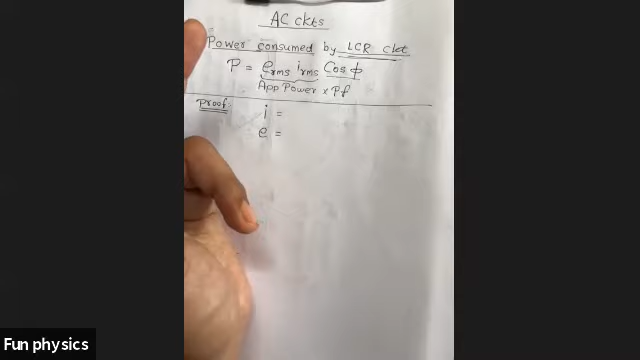 AC ckts
Power consumed by LCR ckt
P = erms irms Cos ϕ
App Power × Pf
Proof:
i =
e =
Fun physics